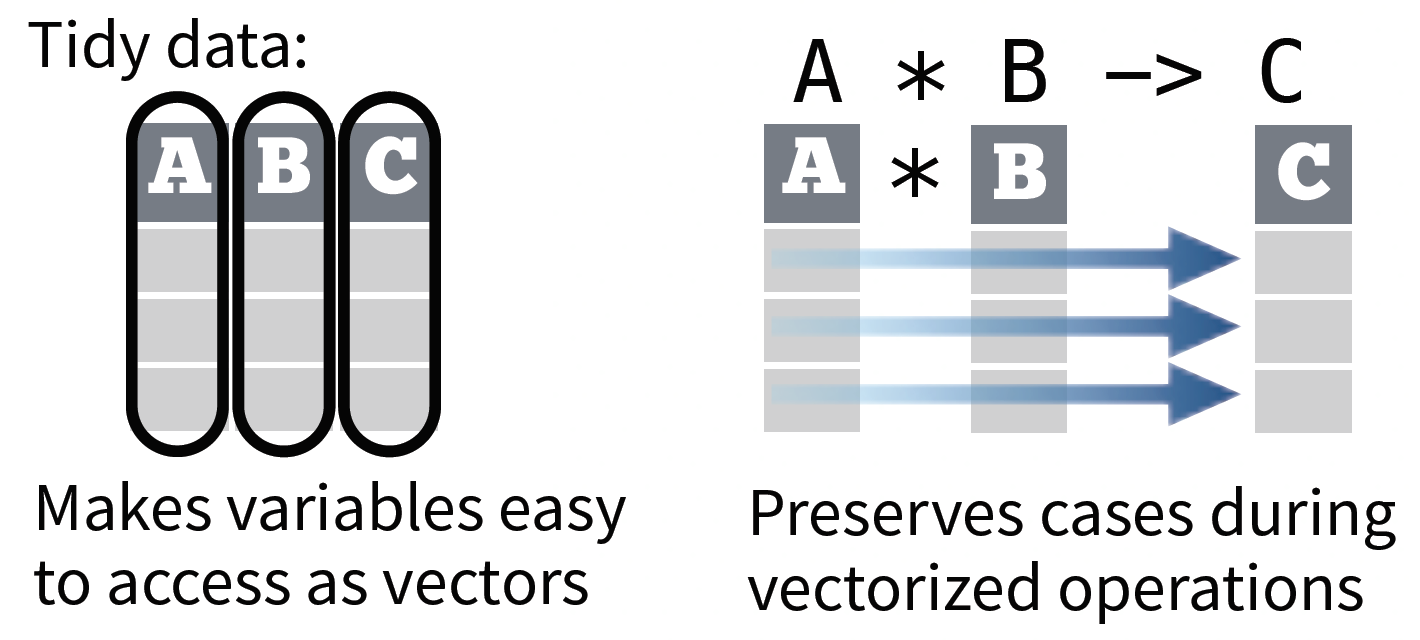 Tidy data:
A B C
Makes variables easy
to access as vectors
A * B —> C
A * B C
Preserves cases during
vectorized operations